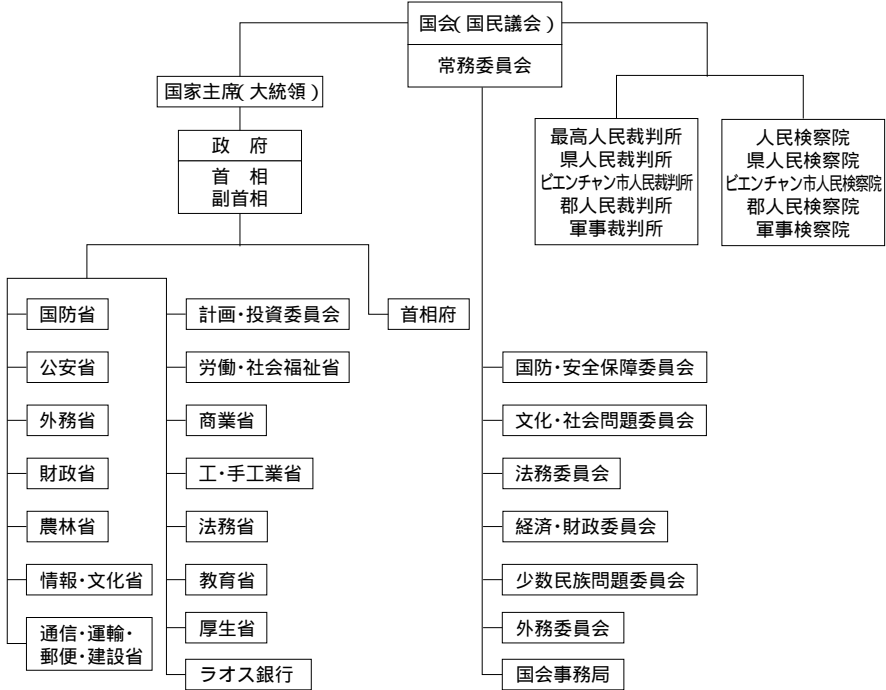 国会(国民議会)
常務委員会
国家主席(大統領)
政　府
首　相
副首相
最高人民裁判所
県人民裁判所
ビエンチャン市人民裁判所
郡人民裁判所
軍事裁判所
人民検察院
県人民検察院
ビエンチャン市人民検察院
郡人民検察院
軍事検察院
国防省
公安省
外務省
財政省
農林省
情報・文化省
通信・運輸・
郵便・建設省
計画・投資委員会
労働・社会福祉省
商業省
工・手工業省
法務省
教育省
厚生省
ラオス銀行
首相府
国防・安全保障委員会
文化・社会問題委員会
法務委員会
経済・財政委員会
少数民族問題委員会
外務委員会
国会事務局